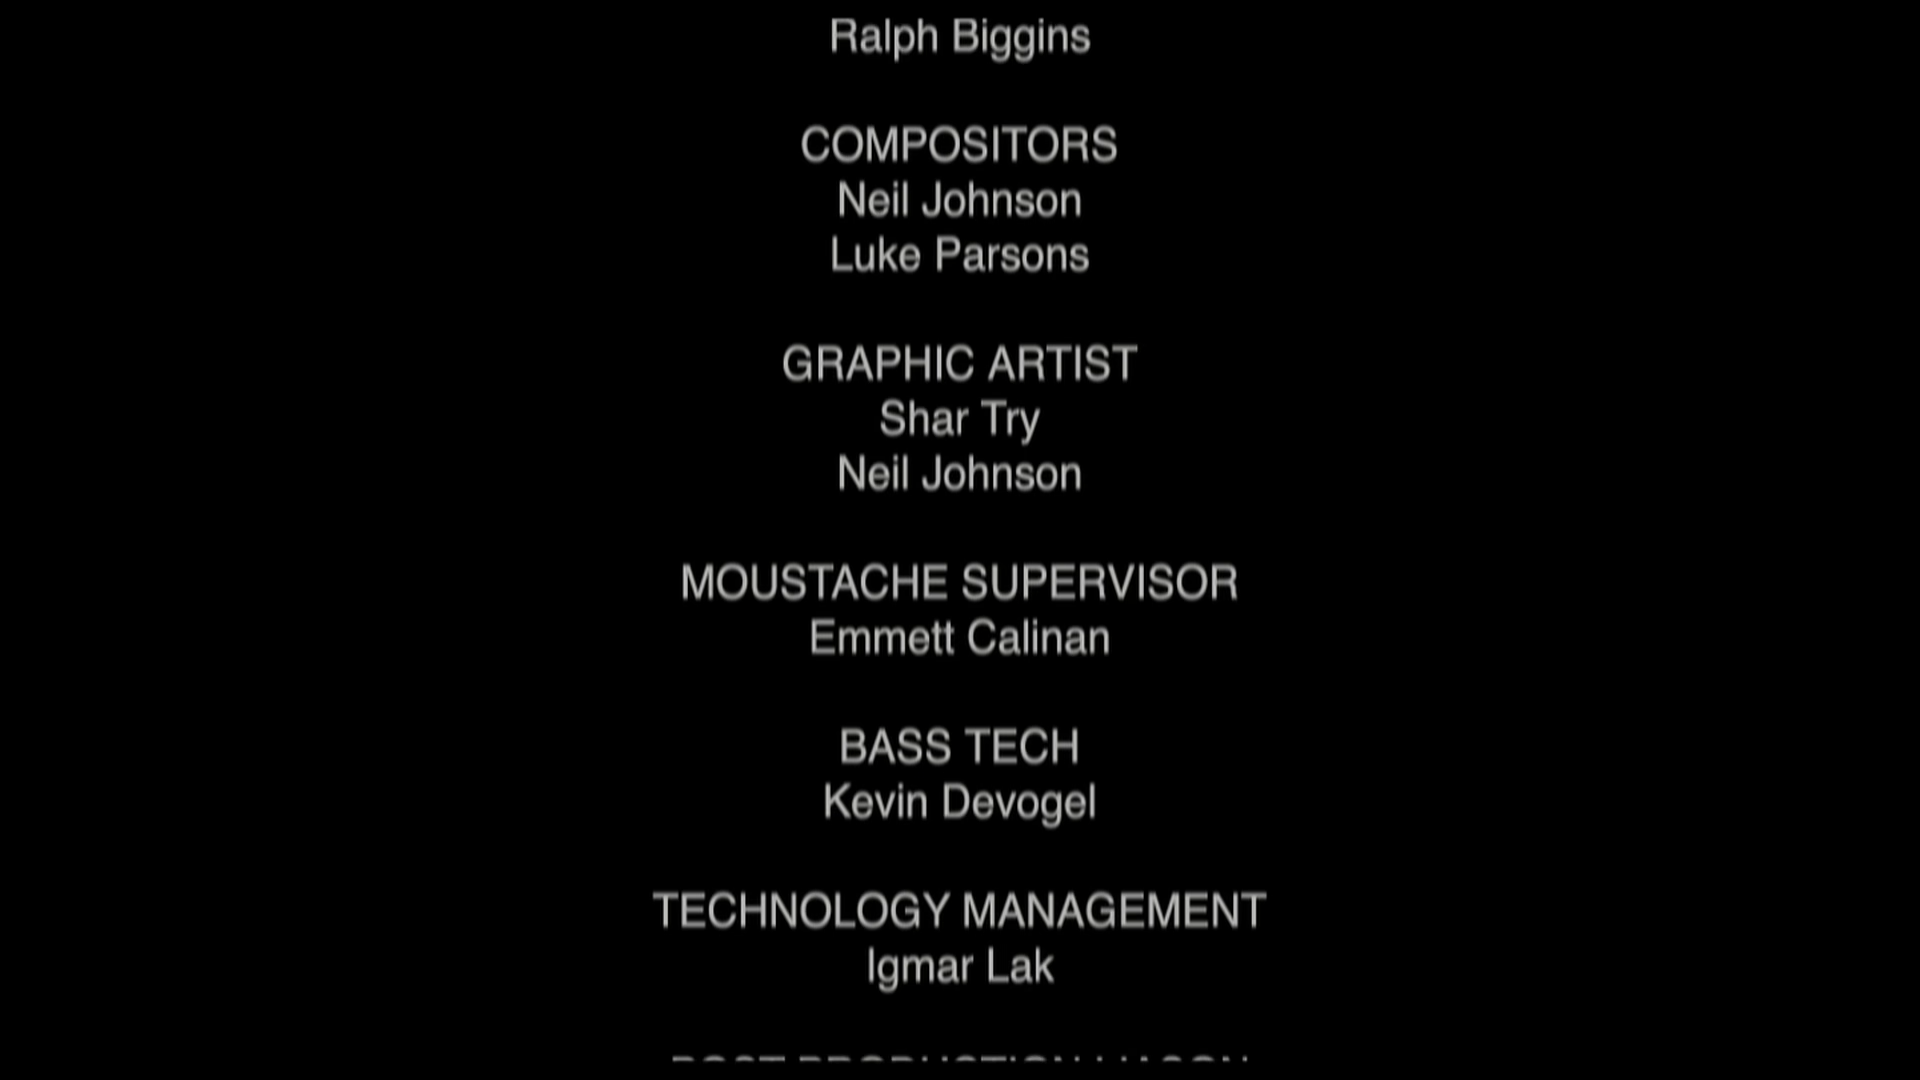 Ralph Biggins
COMPOSITORS
Neil Johnson
Luke Parsons
GRAPHIC ARTIST
Shar Try
Neil Johnson
MOUSTACHE SUPERVISOR
Emmett Calinan
BASS TECH
Kevin Devogel
TECHNOLOGY MANAGEMENT
Igmar Lak